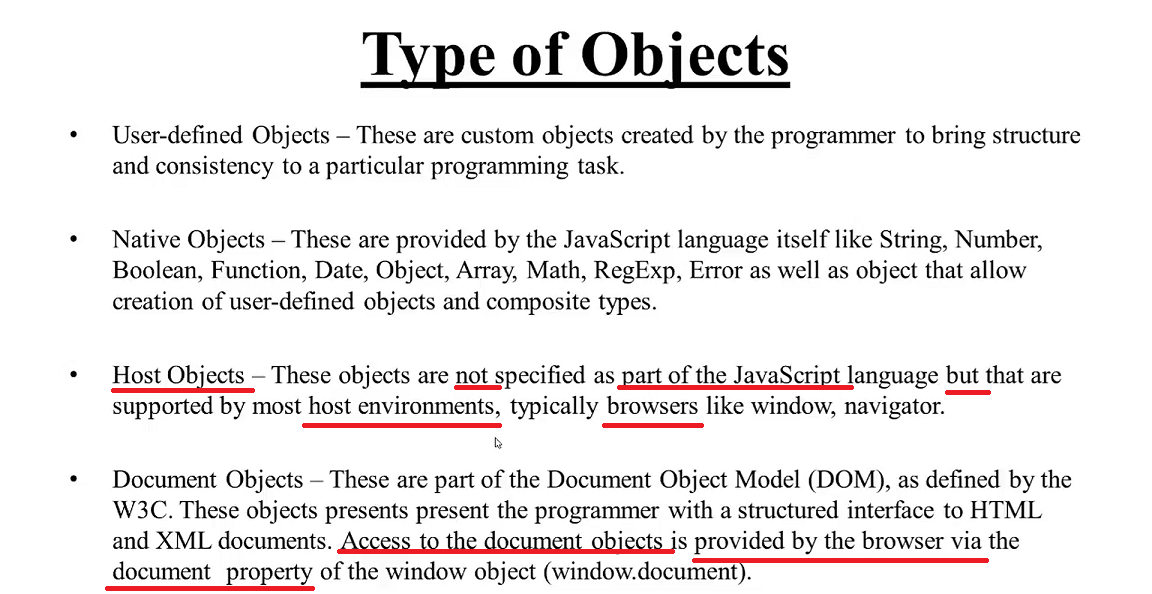 Type of Objects
• User-defined Objects – These are custom objects created by the programmer to bring structure
and consistency to a particular programming task.
• Native Objects – These are provided by the JavaScript language itself like String, Number,
Boolean, Function, Date, Object, Array, Math, RegExp, Error as well as object that allow
creation of user-defined objects and composite types.
• Host Objects – These objects are not specified as part of the JavaScript language but that are
supported by most host environments, typically browsers like window, navigator.
• Document Objects – These are part of the Document Object Model (DOM), as defined by the
W3C. These objects presents present the programmer with a structured interface to HTML
and XML documents. Access to the document objects is provided by the browser via the
document property of the window object (window.document).